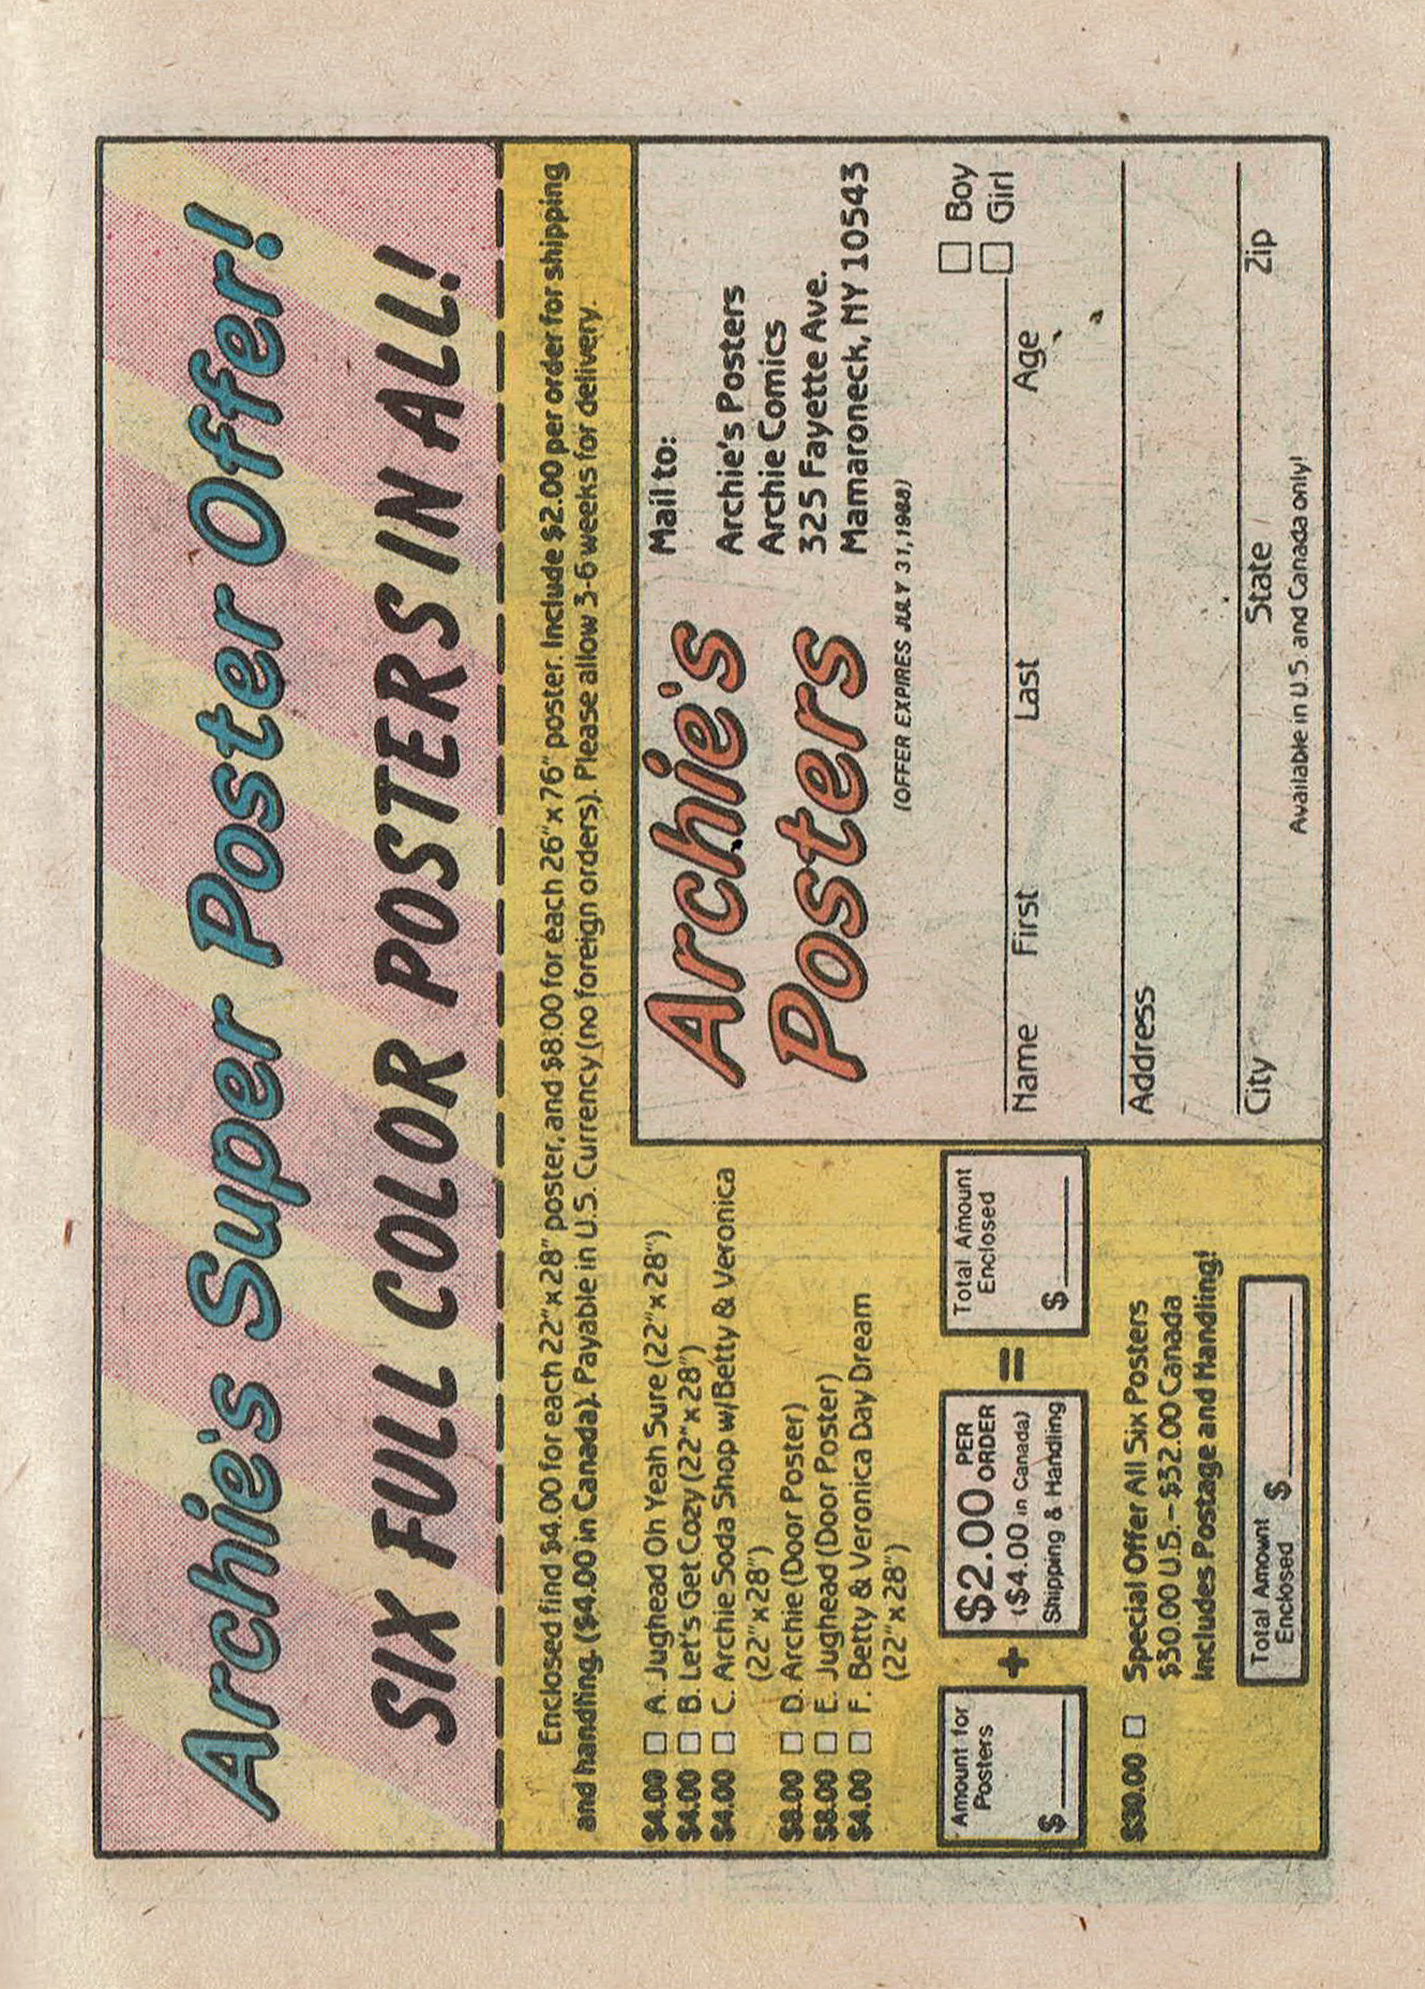 Archie's Super Poster Offer!
SIX FULL COLOR POSTERS IN ALL!
Enclosed find $4.00 for each 22"x 28" poster, and $8.00 for each 26"x 76" poster. Include $2.00 per order for shipping
and handling. ($4.00 in Canada). Payable in U.S. Currency (no foreign orders). Please allow 3-6 weeks for delivery.
$4.00 □ A. Jughead Oh Yeah Sure (22"x 28")
$4.00 □ B. Let's Get Cozy (22"x 28")
$4.00 □ C. Archie Soda Shop w/Betty & Veronica
(22"x 28")
$8.00 □ D. Archie (Door Poster)
$8.00 □ E. Jughead (Door Poster)
$4.00 □ F. Betty & Veronica Day Dream
(22"x 28")
Amount for
Posters
$
+
$2.00 PER
ORDER
($4.00 in Canada)
Shipping & Handling
=
Total Amount
Enclosed
$
$30.00 □ Special Offer All Six Posters
$30.00 U.S. – $32.00 Canada
Includes Postage and Handling!
Total Amount
Enclosed $
Archie's
Posters
Mail to:
Archie's Posters
Archie Comics
325 Fayette Ave.
Mamaroneck, NY 10543
(OFFER EXPIRES JULY 31, 1988)
□ Boy
□ Girl
Name First Last Age
Address
City State Zip
Available in U.S. and Canada only!